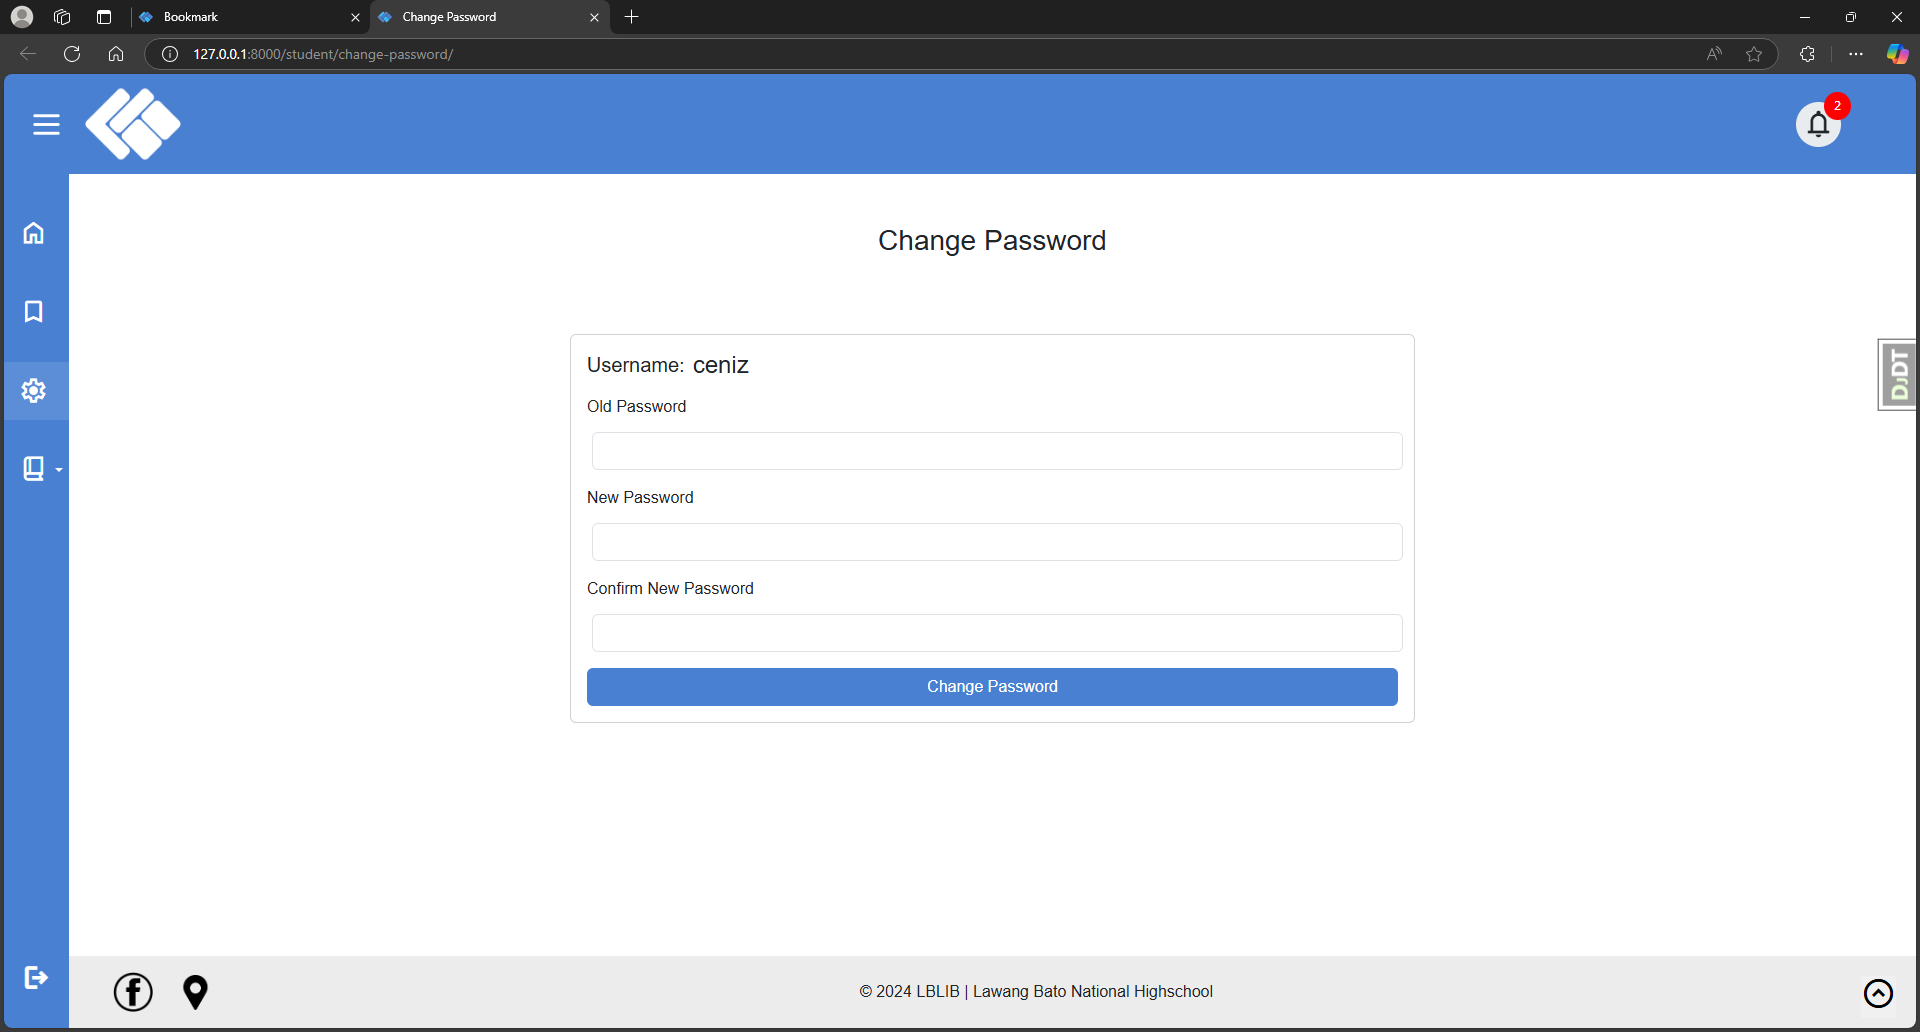 Bookmark
Change Password
127.0.0.1:8000/student/change-password/
2
Change Password
Username: ceniz
Old Password
New Password
Confirm New Password
Change Password
DJDT
© 2024 LBLIB | Lawang Bato National Highschool